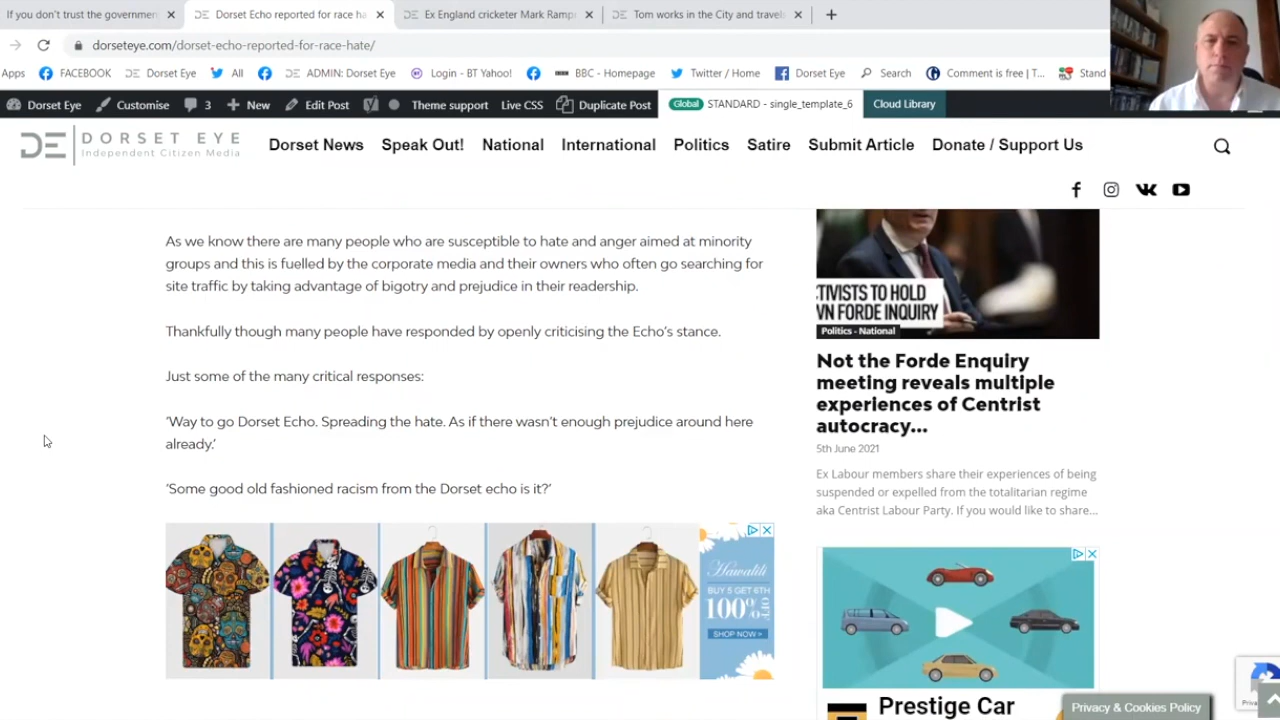 If you don't trust the governmen
Dorset Echo reported for race ha
Ex England cricketer Mark Rampu
Tom works in the City and travel
dorseteye.com/dorset-echo-reported-for-race-hate/
Apps FACEBOOK Dorset Eye All ADMIN: Dorset Eye Login - BT Yahoo! BBC - Homepage Twitter / Home Dorset Eye Search Comment is free | T... Stand
Dorset Eye Customise 3 New Edit Post Theme support Live CSS Duplicate Post Global STANDARD - single_template_6 Cloud Library
DE DORSET EYE
Independent Citizen Media
Dorset News Speak Out! National International Politics Satire Submit Article Donate / Support Us
As we know there are many people who are susceptible to hate and anger aimed at minority
groups and this is fuelled by the corporate media and their owners who often go searching for
site traffic by taking advantage of bigotry and prejudice in their readership.
Thankfully though many people have responded by openly criticising the Echo's stance.
Just some of the many critical responses:
'Way to go Dorset Echo. Spreading the hate. As if there wasn't enough prejudice around here
already.'
'Some good old fashioned racism from the Dorset echo is it?'
Hawalili
BUY 5 GET 6TH
100% OFF
SHOP NOW >
CTIVISTS TO HOLD
WN FORDE INQUIRY
Politics - National
Not the Forde Enquiry
meeting reveals multiple
experiences of Centrist
autocracy...
5th June 2021
Ex Labour members share their experiences of being
suspended or expelled from the totalitarian regime
aka Centrist Labour Party. If you would like to share...
Prestige Car
Privacy & Cookies Policy